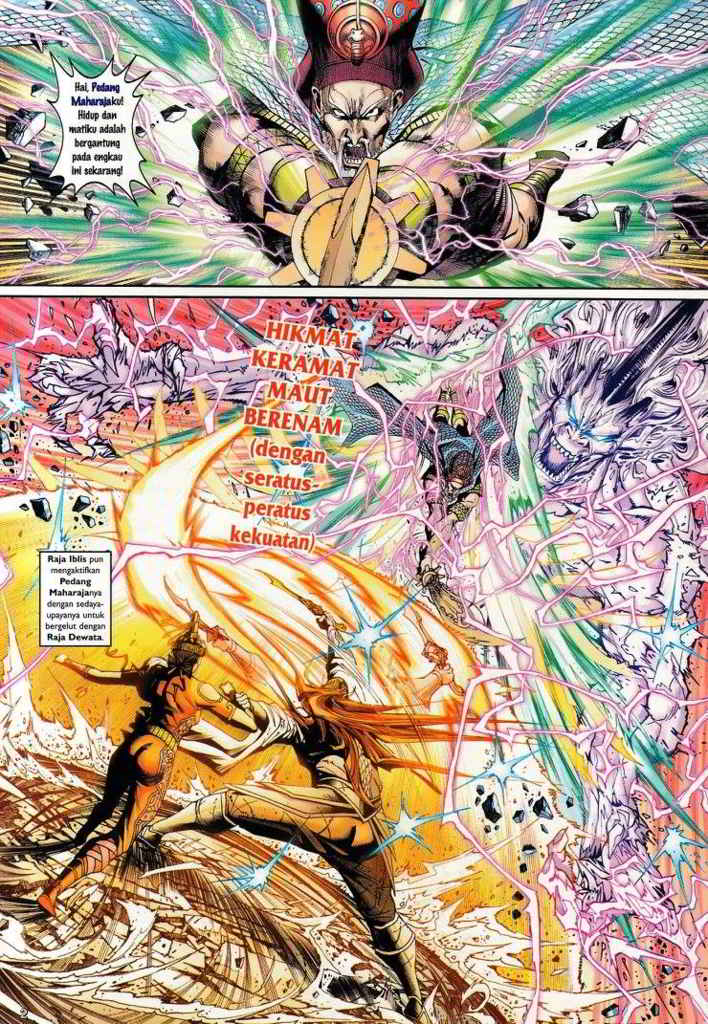 Hai, Pedang
Maharajaku!
Hidup dan
matiku adalah
bergantung
pada engkau
ini sekarang!
HIKMAT
KERAMAT
MAUT
BERENAM
(dengan
seratus-
peratus
kekuatan)
Raja Iblis pun
mengaktifkan
Pedang
Maharajanya
dengan sedaya-
upayanya untuk
bergelut dengan
Raja Dewata.
2